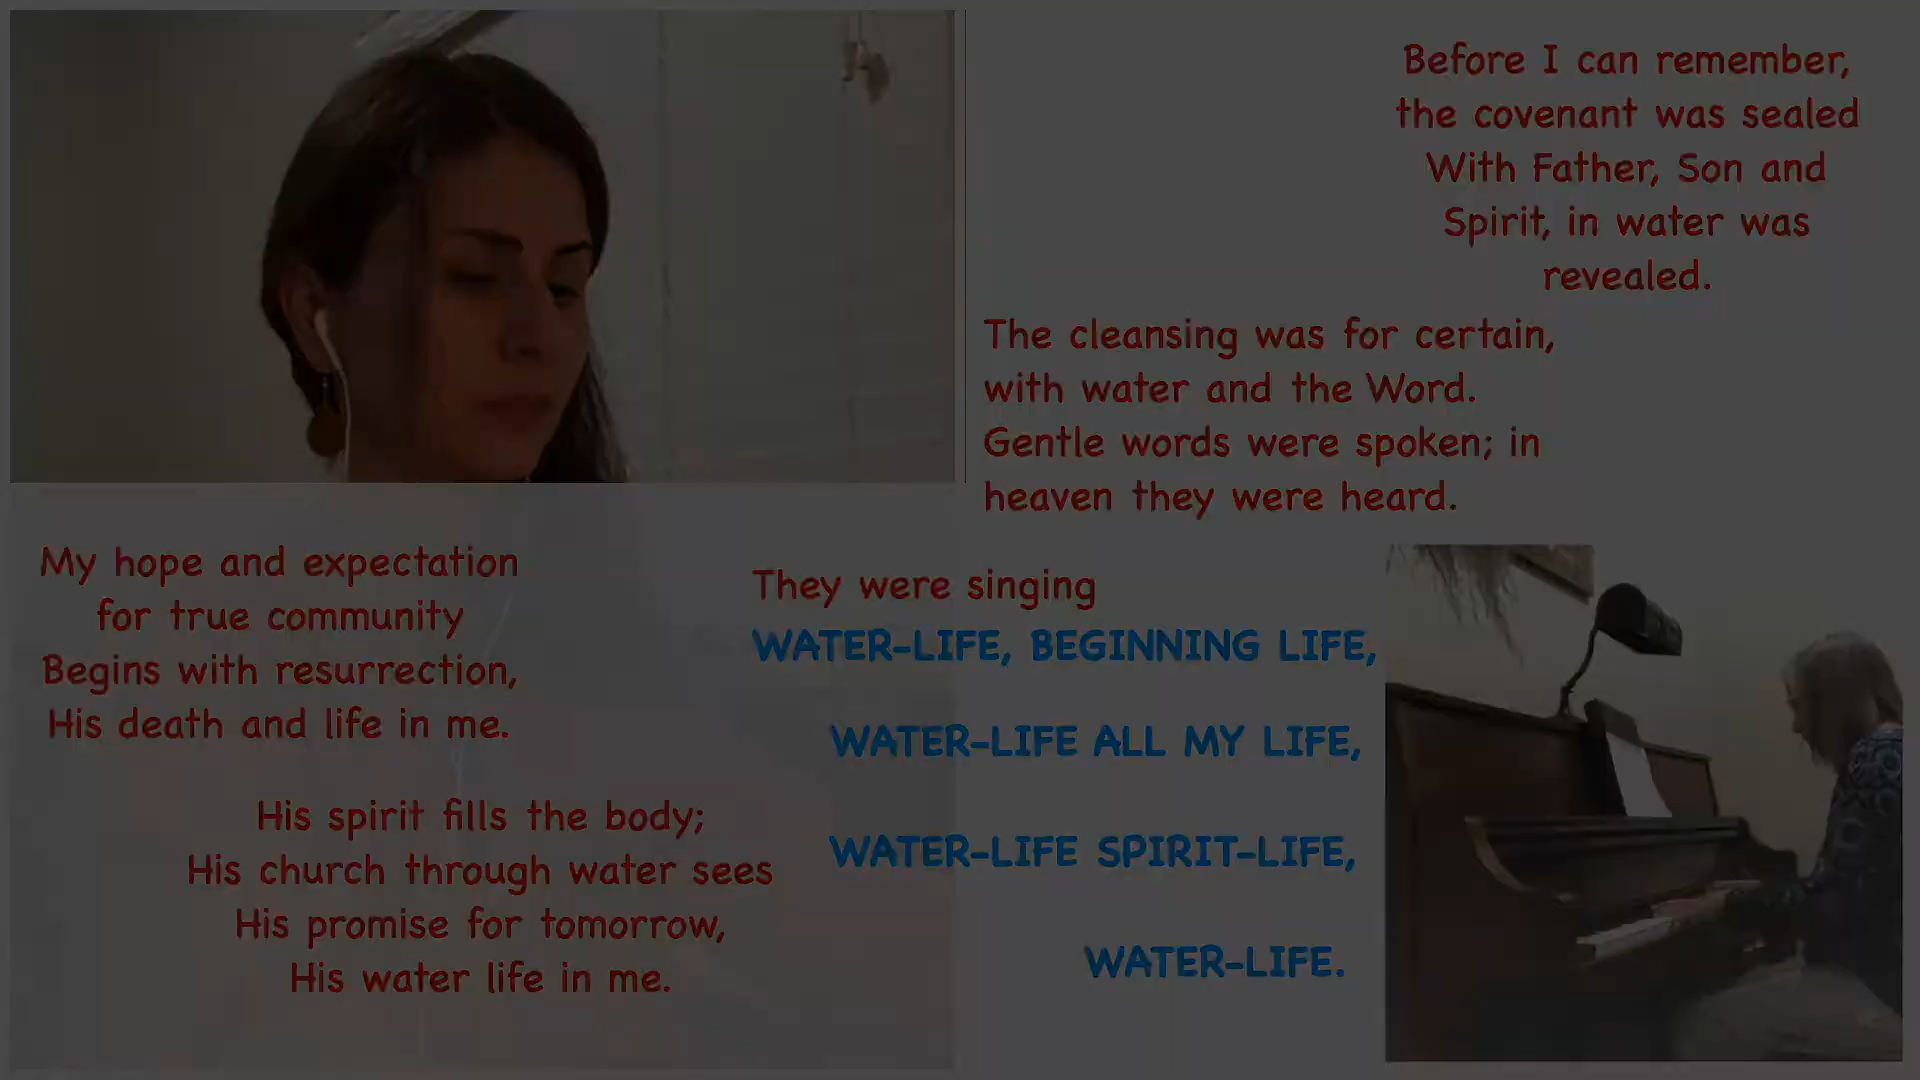 Before I can remember,
the covenant was sealed
With Father, Son and
Spirit, in water was
revealed.
The cleansing was for certain,
with water and the Word.
Gentle words were spoken; in
heaven they were heard.
My hope and expectation
for true community
Begins with resurrection,
His death and life in me.
His spirit fills the body;
His church through water sees
His promise for tomorrow,
His water life in me.
They were singing
WATER-LIFE, BEGINNING LIFE,
WATER-LIFE ALL MY LIFE,
WATER-LIFE SPIRIT-LIFE,
WATER-LIFE.